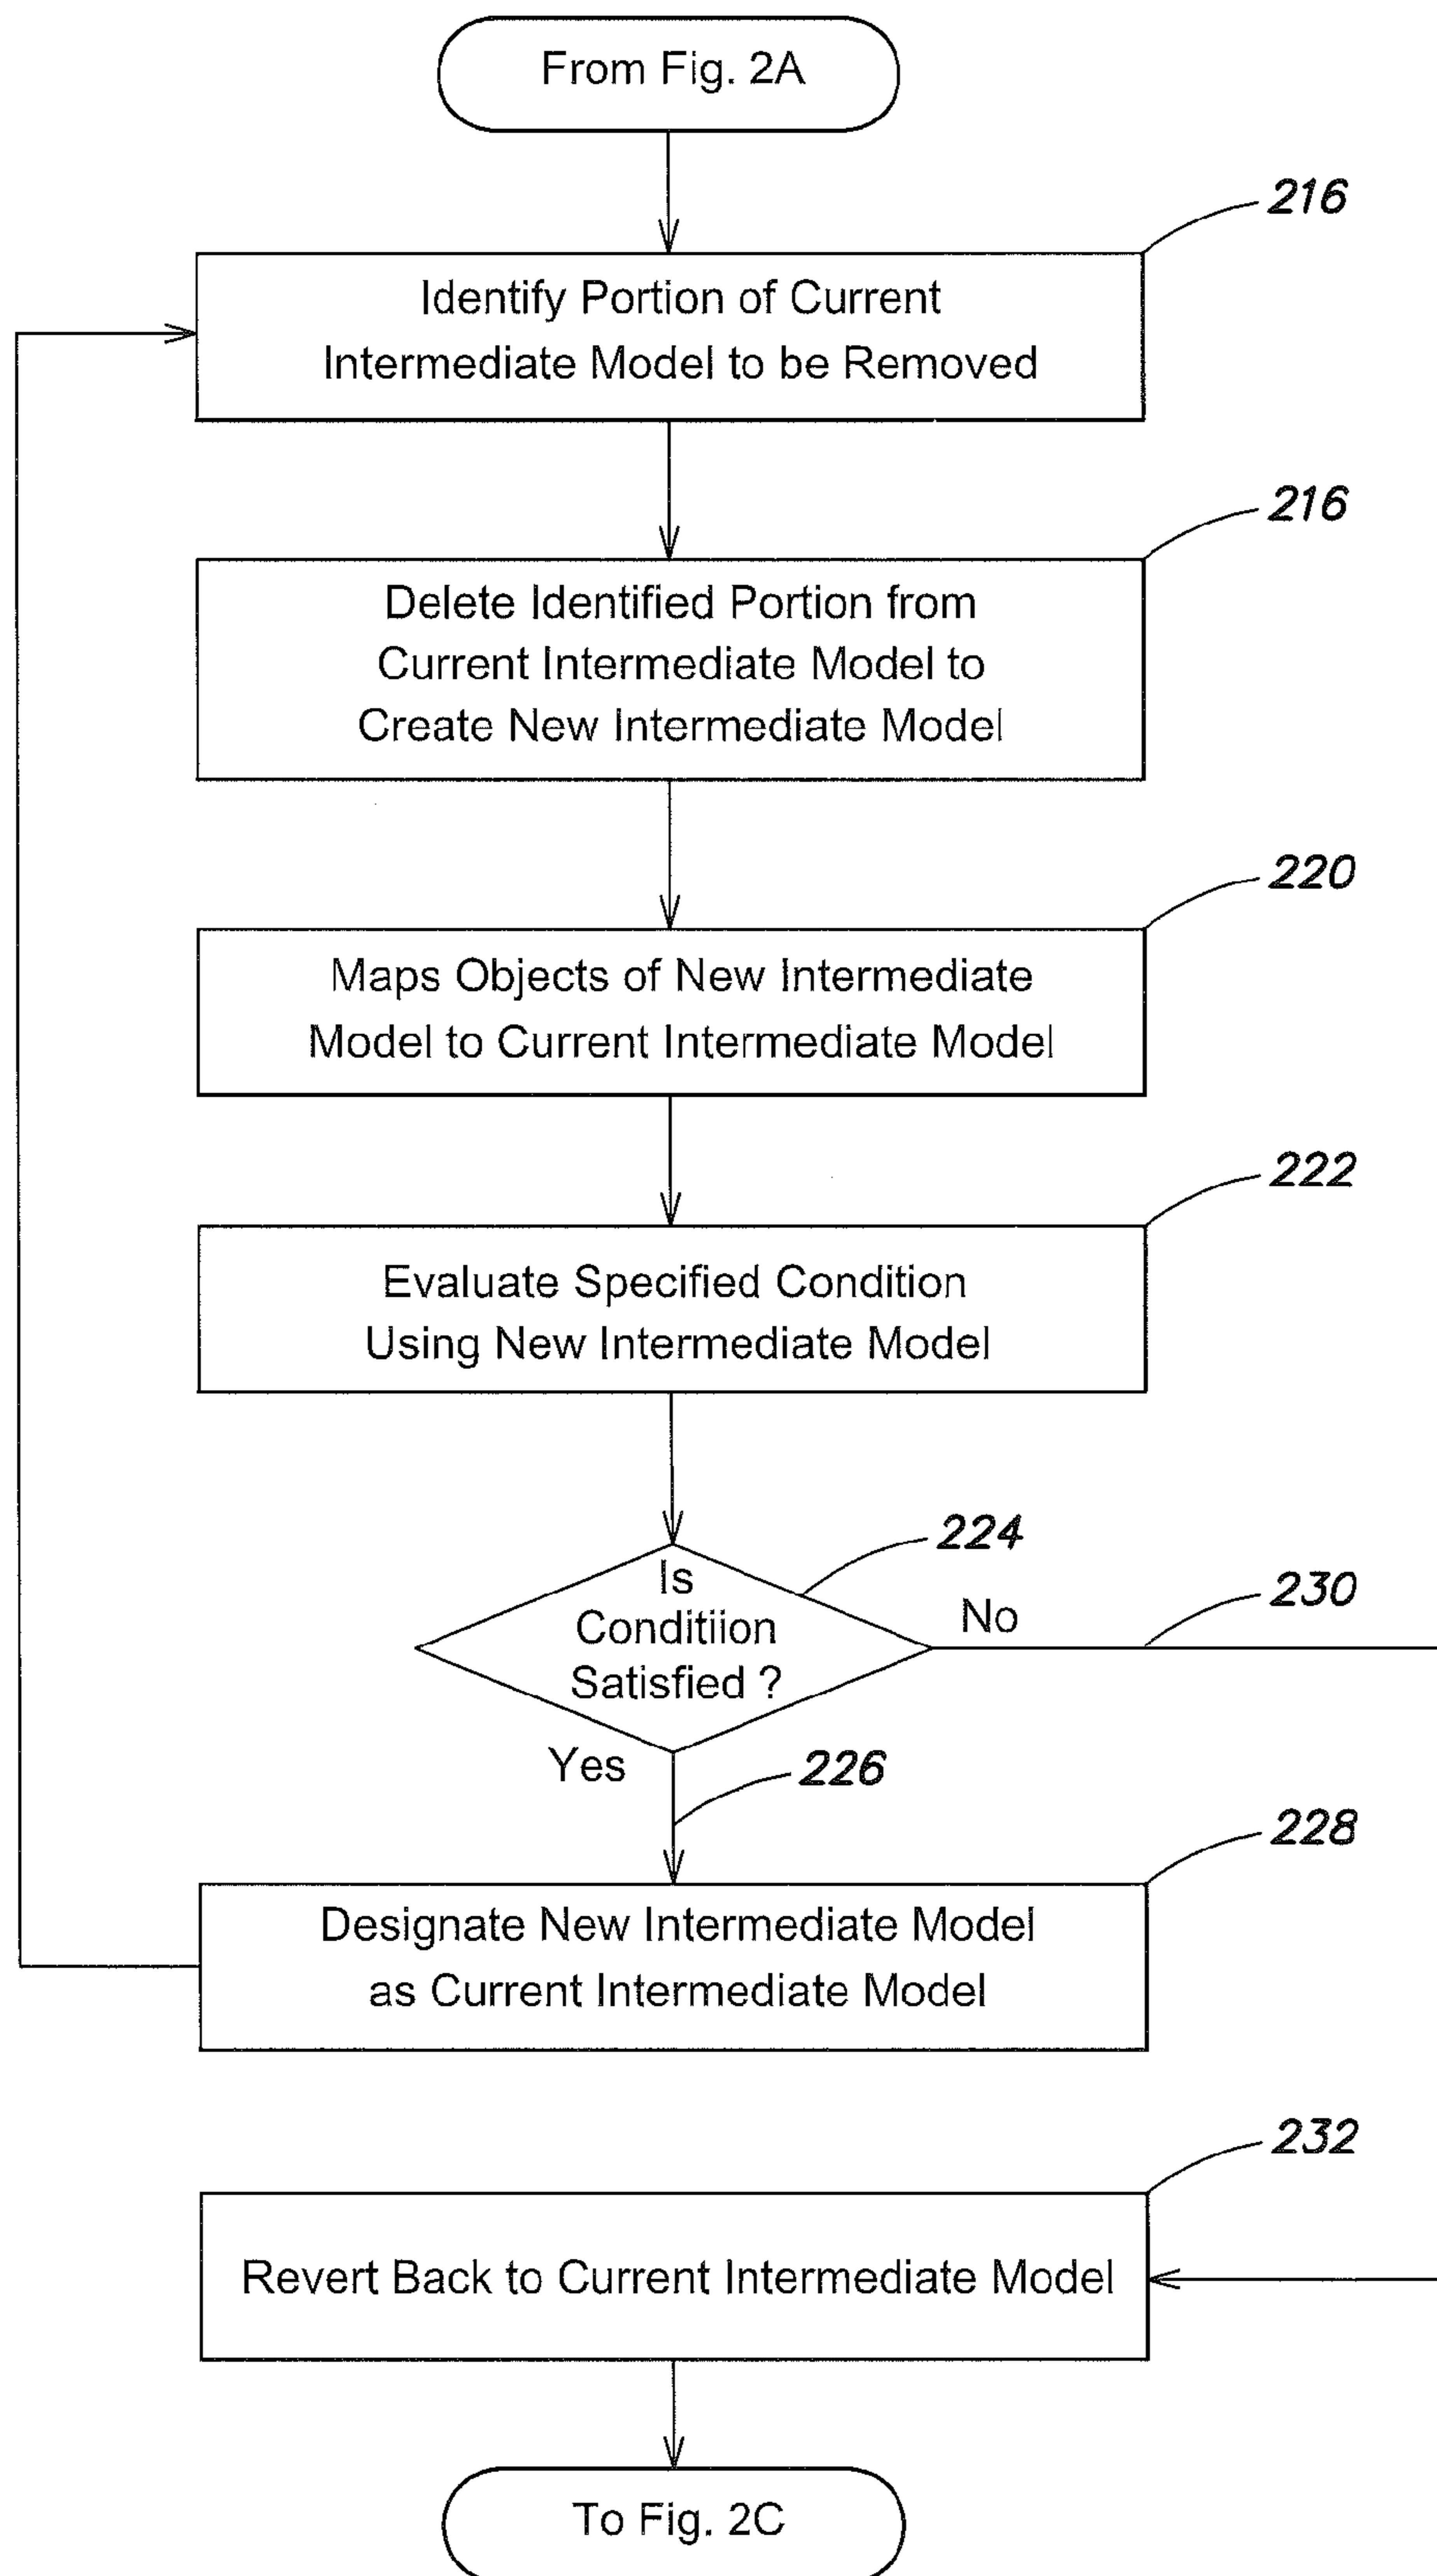 From Fig. 2A
216
Identify Portion of Current
Intermediate Model to be Removed
216
Delete Identified Portion from
Current Intermediate Model to
Create New Intermediate Model
220
Maps Objects of New Intermediate
Model to Current Intermediate Model
222
Evaluate Specified Condition
Using New Intermediate Model
224
Is
Conditiion
Satisfied ?
No
230
Yes
226
228
Designate New Intermediate Model
as Current Intermediate Model
232
Revert Back to Current Intermediate Model
To Fig. 2C